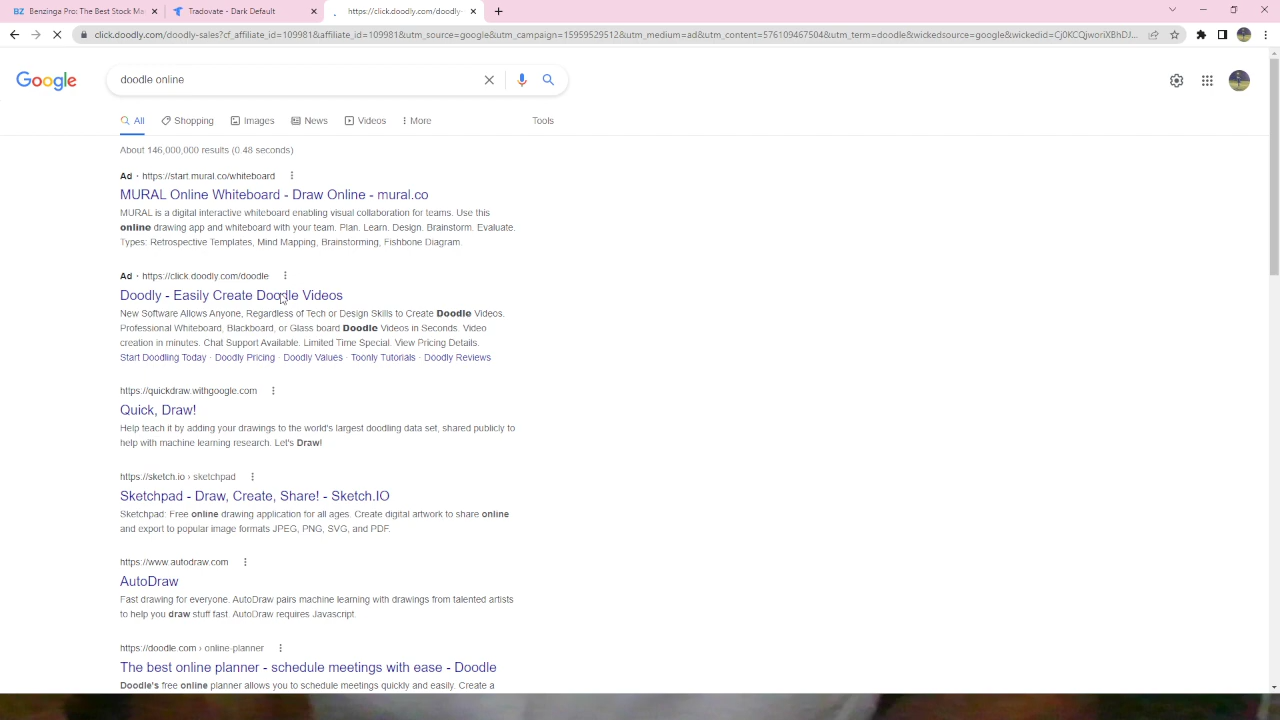 Benzinga Pro: The Best Stock Ma
Tradovate - Dark Default
https://click.doodly.com/doodly-
click.doodly.com/doodly-sales?cf_affiliate_id=109981&affiliate_id=109981&utm_source=google&utm_campaign=15959529512&utm_medium=ad&utm_content=576109467504&utm_term=doodle&wickedsource=google&wickedid=Cj0KCQjworiXBhDJ...
Google
doodle online
All
Shopping
Images
News
Videos
More
Tools
About 146,000,000 results (0.48 seconds)
Ad · https://start.mural.co/whiteboard
MURAL Online Whiteboard - Draw Online - mural.co
MURAL is a digital interactive whiteboard enabling visual collaboration for teams. Use this
online drawing app and whiteboard with your team. Plan. Learn. Design. Brainstorm. Evaluate.
Types: Retrospective Templates, Mind Mapping, Brainstorming, Fishbone Diagram.
Ad · https://click.doodly.com/doodle
Doodly - Easily Create Doodle Videos
New Software Allows Anyone, Regardless of Tech or Design Skills to Create Doodle Videos.
Professional Whiteboard, Blackboard, or Glass board Doodle Videos in Seconds. Video
creation in minutes. Chat Support Available. Limited Time Special. View Pricing Details.
Start Doodling Today · Doodly Pricing · Doodly Values · Toonly Tutorials · Doodly Reviews
https://quickdraw.withgoogle.com
Quick, Draw!
Help teach it by adding your drawings to the world's largest doodling data set, shared publicly to
help with machine learning research. Let's Draw!
https://sketch.io › sketchpad
Sketchpad - Draw, Create, Share! - Sketch.IO
Sketchpad: Free online drawing application for all ages. Create digital artwork to share online
and export to popular image formats JPEG, PNG, SVG, and PDF.
https://www.autodraw.com
AutoDraw
Fast drawing for everyone. AutoDraw pairs machine learning with drawings from talented artists
to help you draw stuff fast. AutoDraw requires Javascript.
https://doodle.com › online-planner
The best online planner - schedule meetings with ease - Doodle
Doodle's free online planner allows you to schedule meetings quickly and easily. Create a